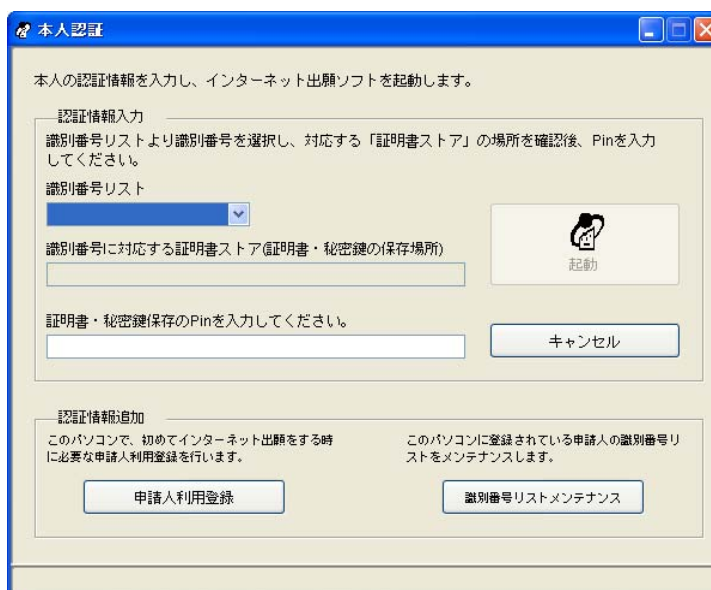 本人認証
本人の認証情報を入力し、インターネット出願ソフトを起動します。
認証情報入力
識別番号リストより識別番号を選択し、対応する「証明書ストア」の場所を確認後、Pinを入力
してください。
識別番号リスト
識別番号に対応する証明書ストア(証明書・秘密鍵の保存場所)
起動
証明書・秘密鍵保存のPinを入力してください。
キャンセル
認証情報追加
このパソコンで、初めてインターネット出願をする時
に必要な申請人利用登録を行います。
申請人利用登録
このパソコンに登録されている申請人の識別番号リ
ストをメンテナンスします。
識別番号リストメンテナンス